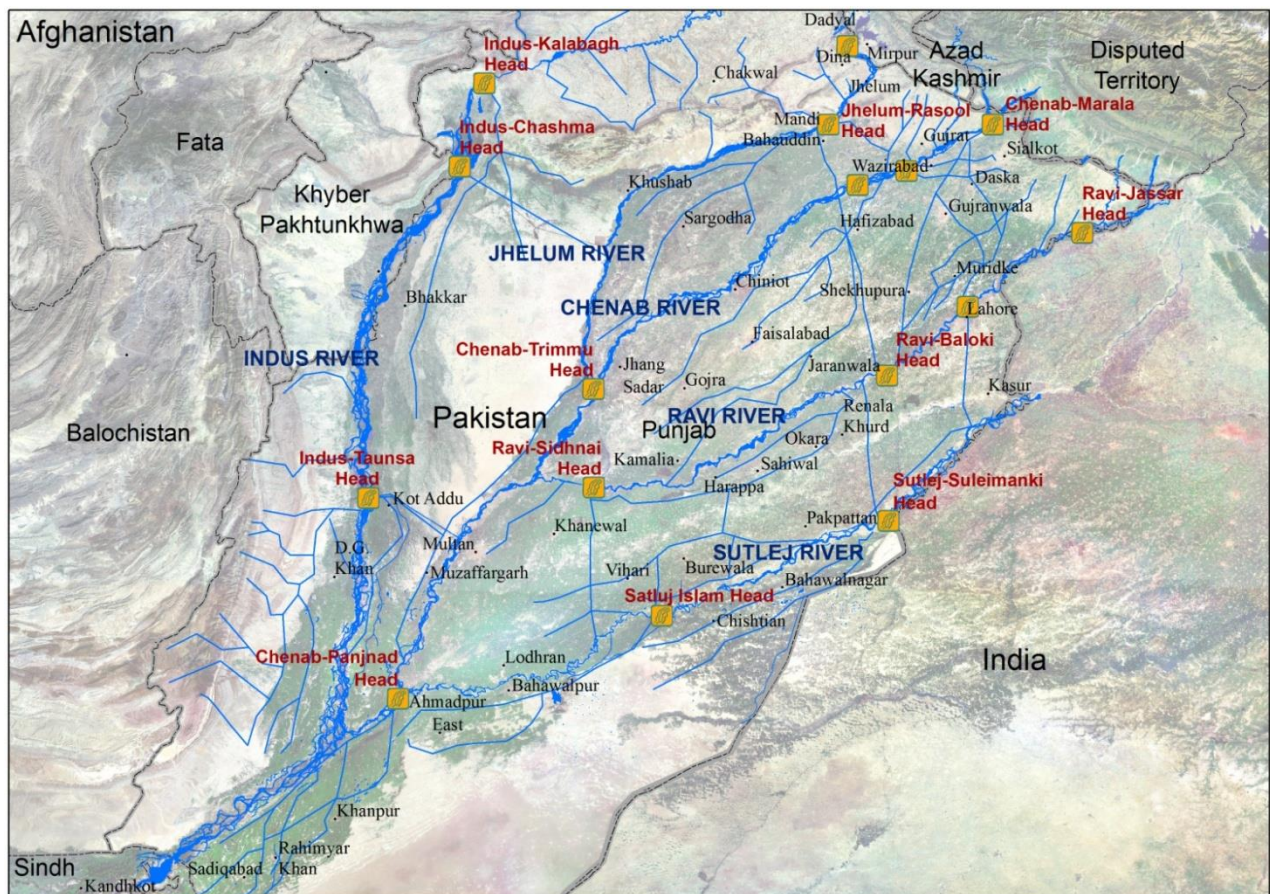 Afghanistan
Dadyal
Indus-Kalabagh
Head
Dina
Mirpur
Azad
Kashmir
Disputed
Territory
Chakwal
Jhelum
Fata
Indus-Chashma
Head
Mandi
Bahauddin
Jhelum-Rasool
Head
Chenab-Marala
Head
Gujrat
Sialkot
Wazirabad
Daska
Khyber
Pakhtunkhwa
Khushab
Sargodha
Hafizabad
Gujranwala
Ravi-Jassar
Head
JHELUM RIVER
Muridke
Bhakkar
Chiniot
Shekhupura
CHENAB RIVER
Lahore
INDUS RIVER
Faisalabad
Ravi-Baloki
Head
Chenab-Trimmu
Head
Jhang
Sadar
Jaranwala
Gojra
Kasur
Pakistan
RAVI RIVER
Punjab
Renala
Khurd
Balochistan
Ravi-Sidhnai
Head
Okara
Kamalia
Sahiwal
Harappa
Indus-Taunsa
Head
Kot Addu
Sutlej-Suleimanki
Head
Khanewal
Pakpattan
Multan
D.G.
Khan
Muzaffargarh
SUTLEJ RIVER
Vihari
Burewala
Bahawalnagar
Satluj Islam Head
Chishtian
Chenab-Panjnad
Head
Lodhran
India
Bahawalpur
Ahmadpur
East
Khanpur
Rahimyar
Khan
Sadiqabad
Sindh
Kandhkot